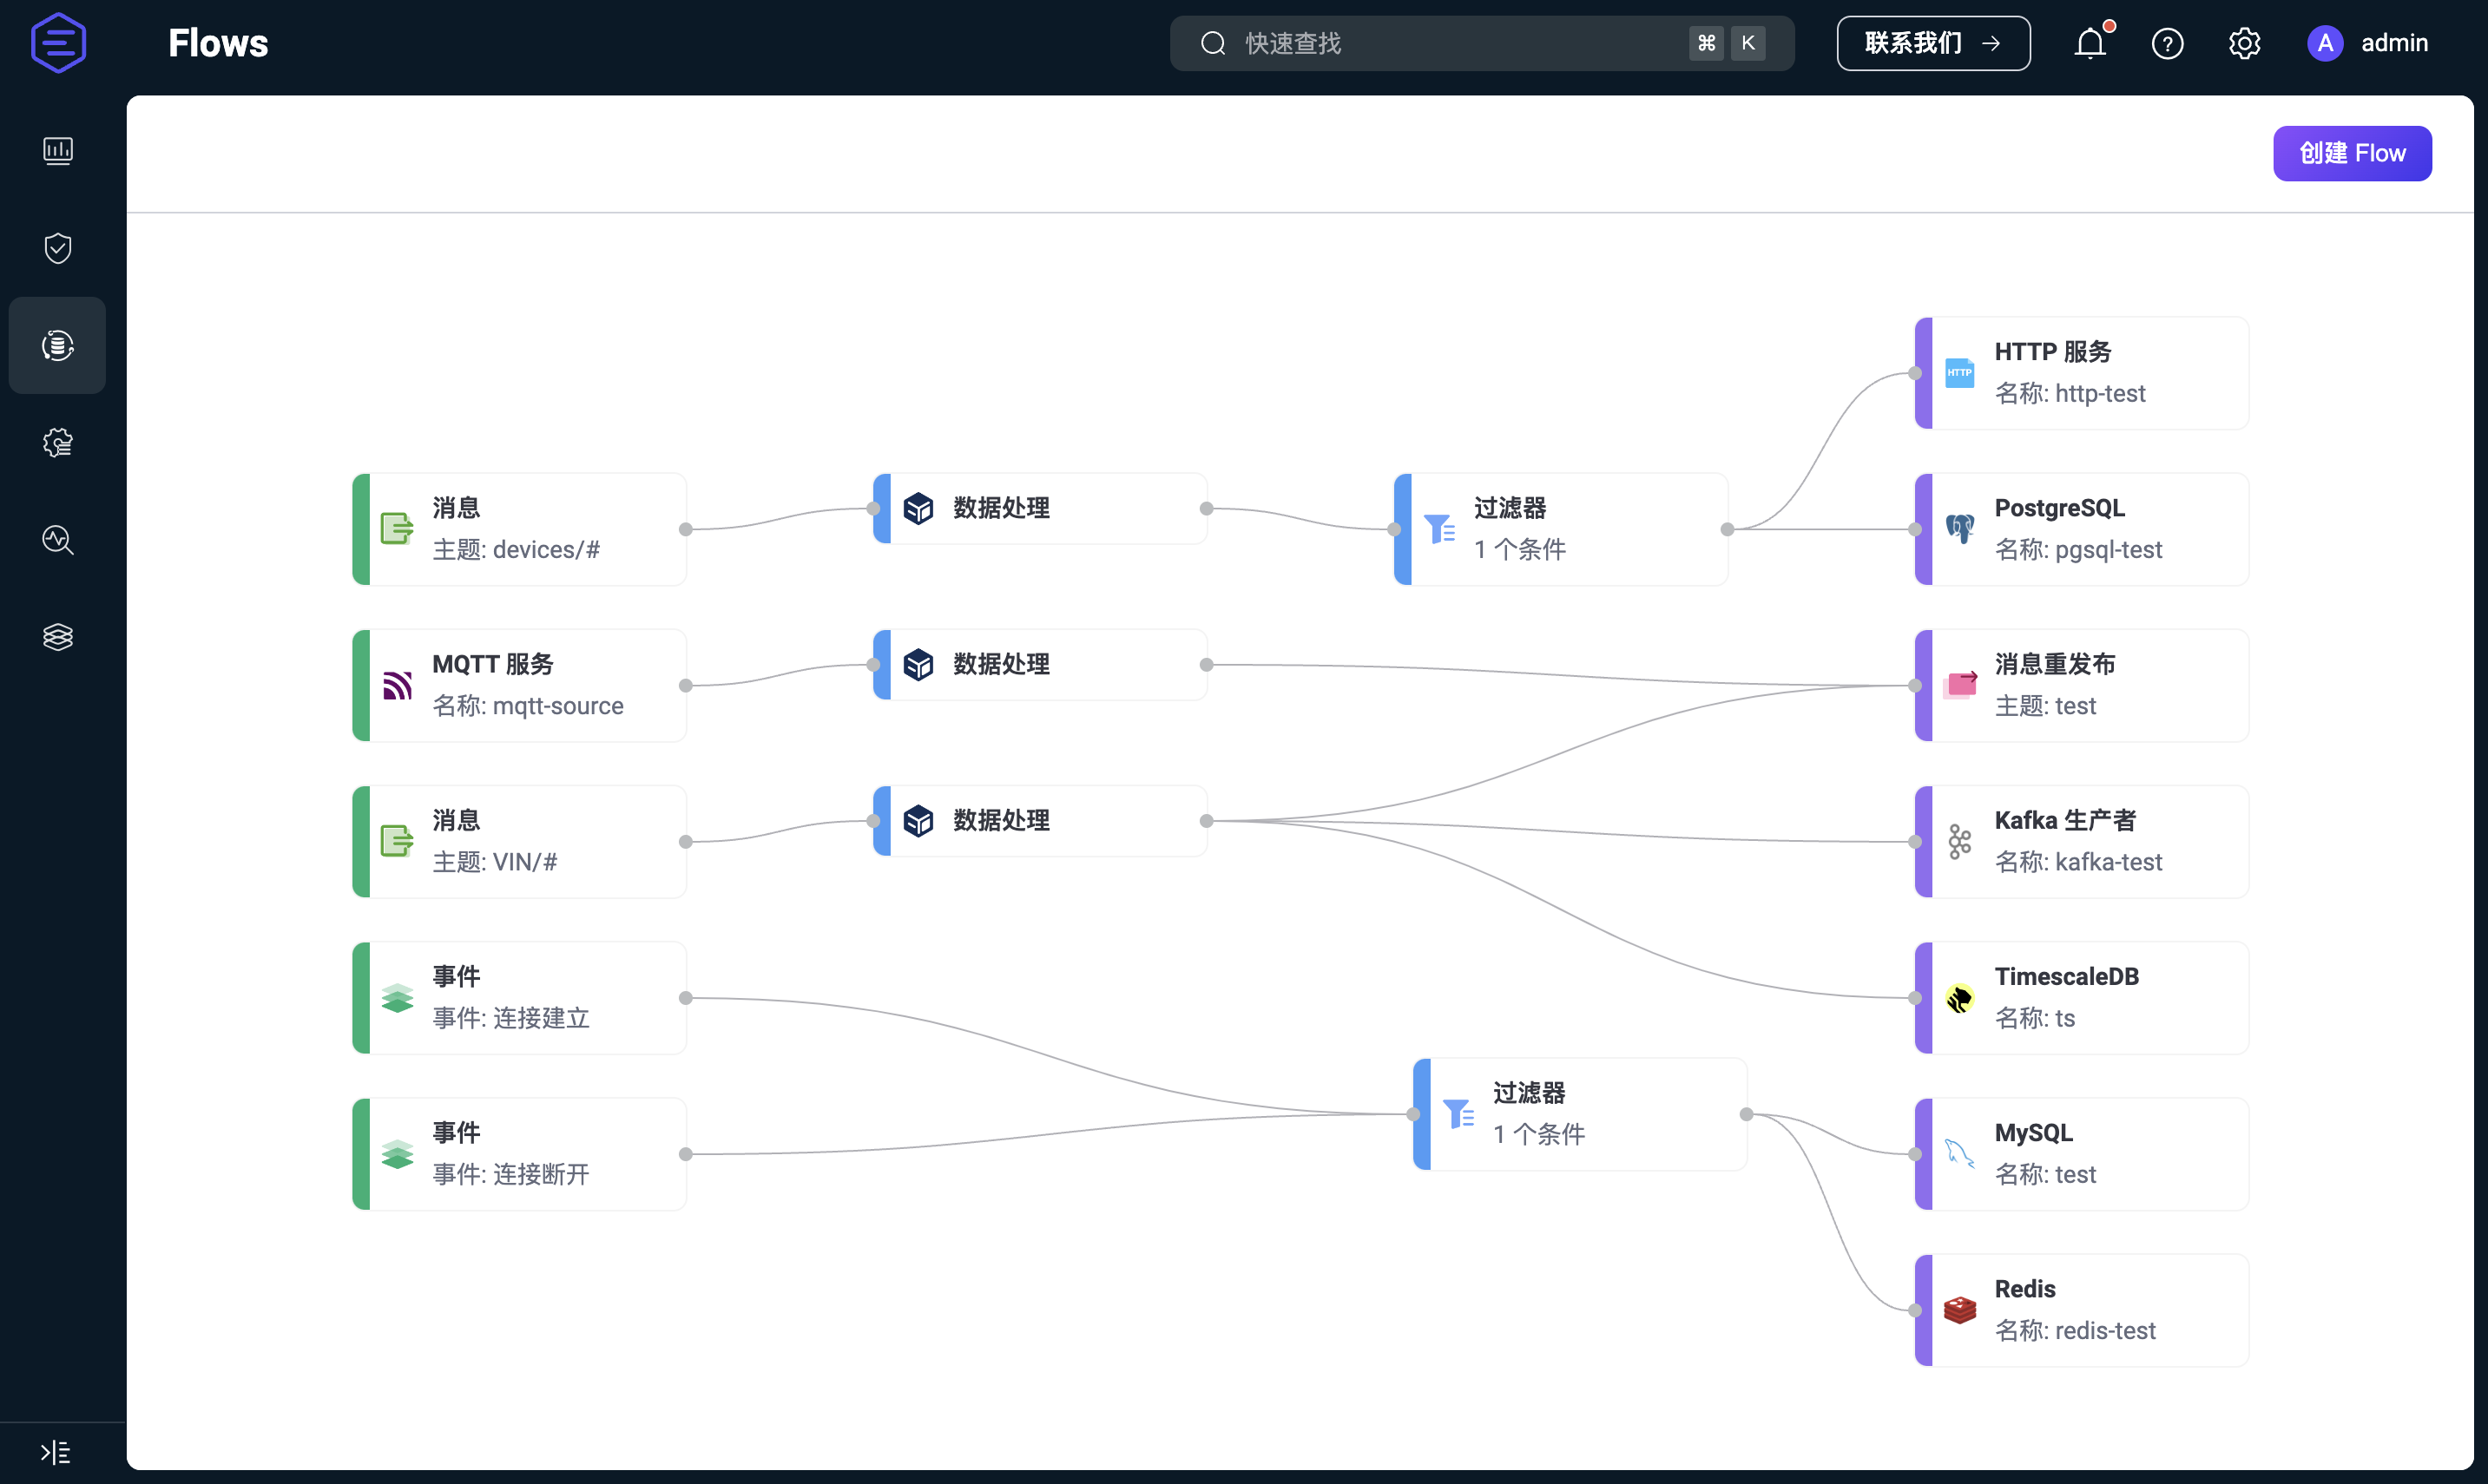 Flows
快速查找
⌘ K
联系我们 →
?
A
admin
创建 Flow
HTTP
HTTP 服务
名称: http-test
消息
主题: devices/#
数据处理
过滤器
1 个条件
PostgreSQL
名称: pgsql-test
MQTT 服务
名称: mqtt-source
数据处理
消息重发布
主题: test
消息
主题: VIN/#
数据处理
Kafka 生产者
名称: kafka-test
事件
事件: 连接建立
TimescaleDB
名称: ts
过滤器
1 个条件
事件
事件: 连接断开
MySQL
名称: test
Redis
名称: redis-test